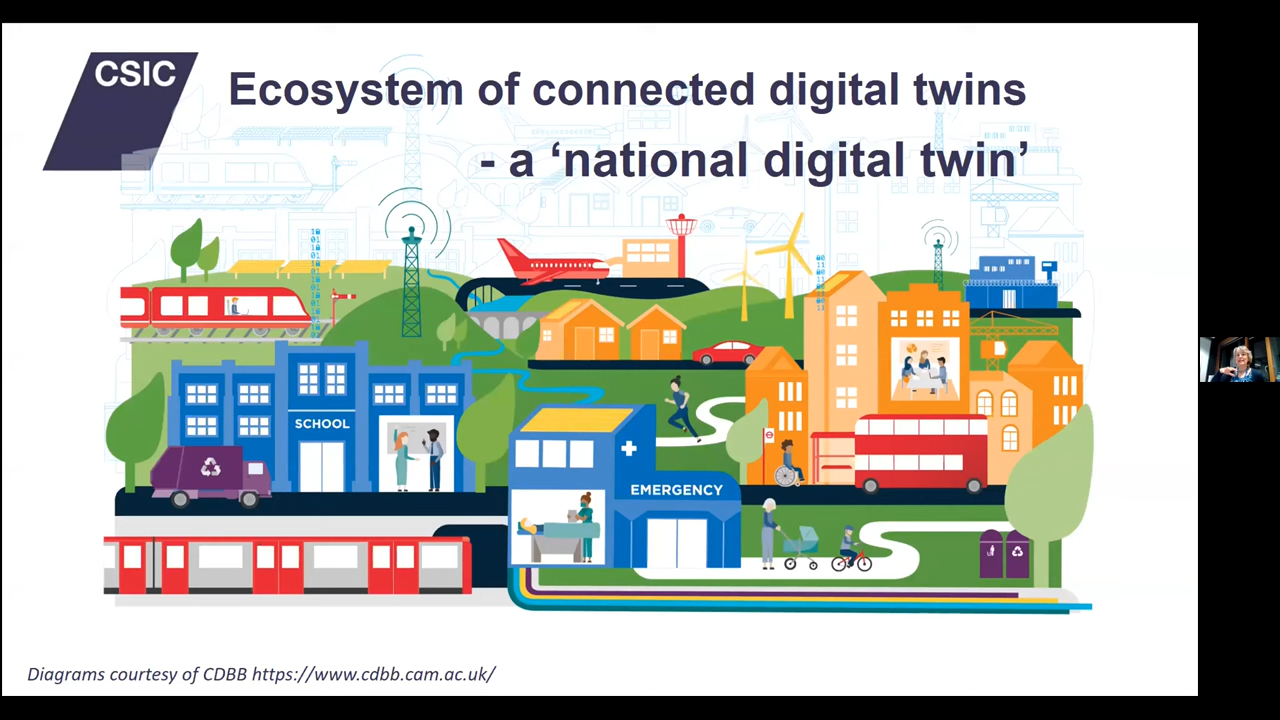 CSIC
Ecosystem of connected digital twins
- a ‘national digital twin’
SCHOOL
EMERGENCY
Diagrams courtesy of CDBB https://www.cdbb.cam.ac.uk/